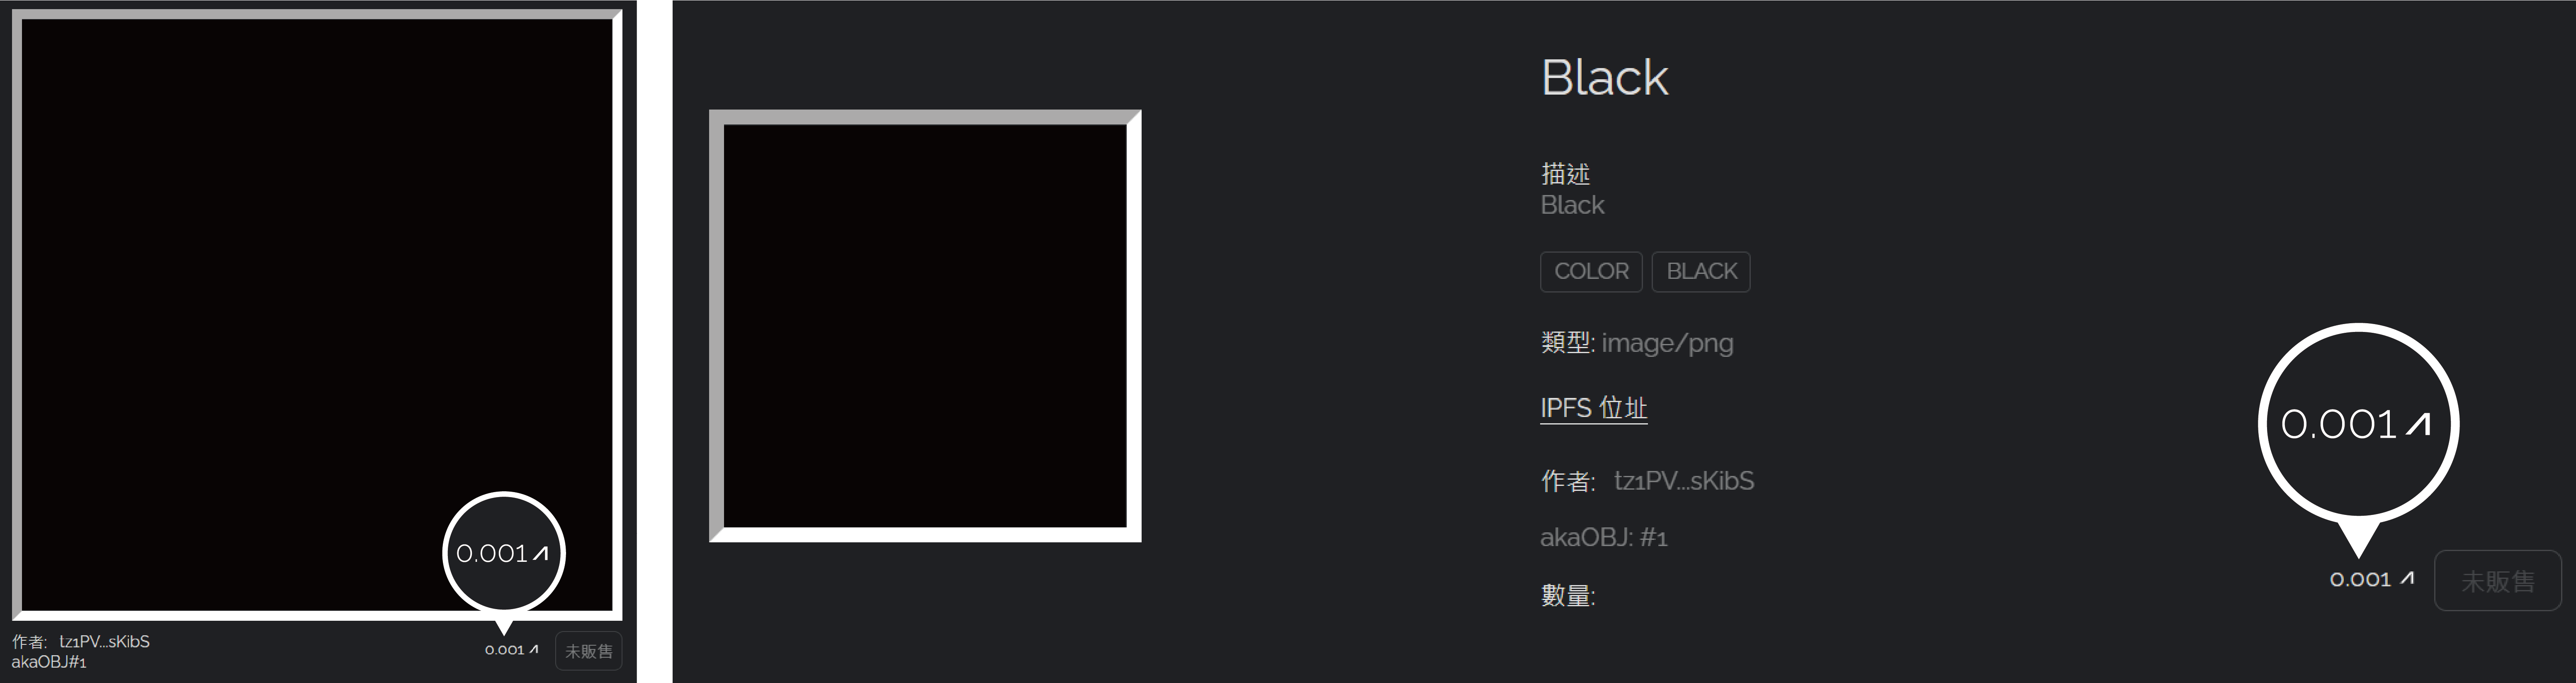 0.001
作者: tz1PV...sKibS
akaOBJ#1
0.001
未販售
Black
描述
Black
COLOR
BLACK
類型: image/png
IPFS 位址
作者: tz1PV...sKibS
akaOBJ: #1
數量:
0.001
0.001
未販售